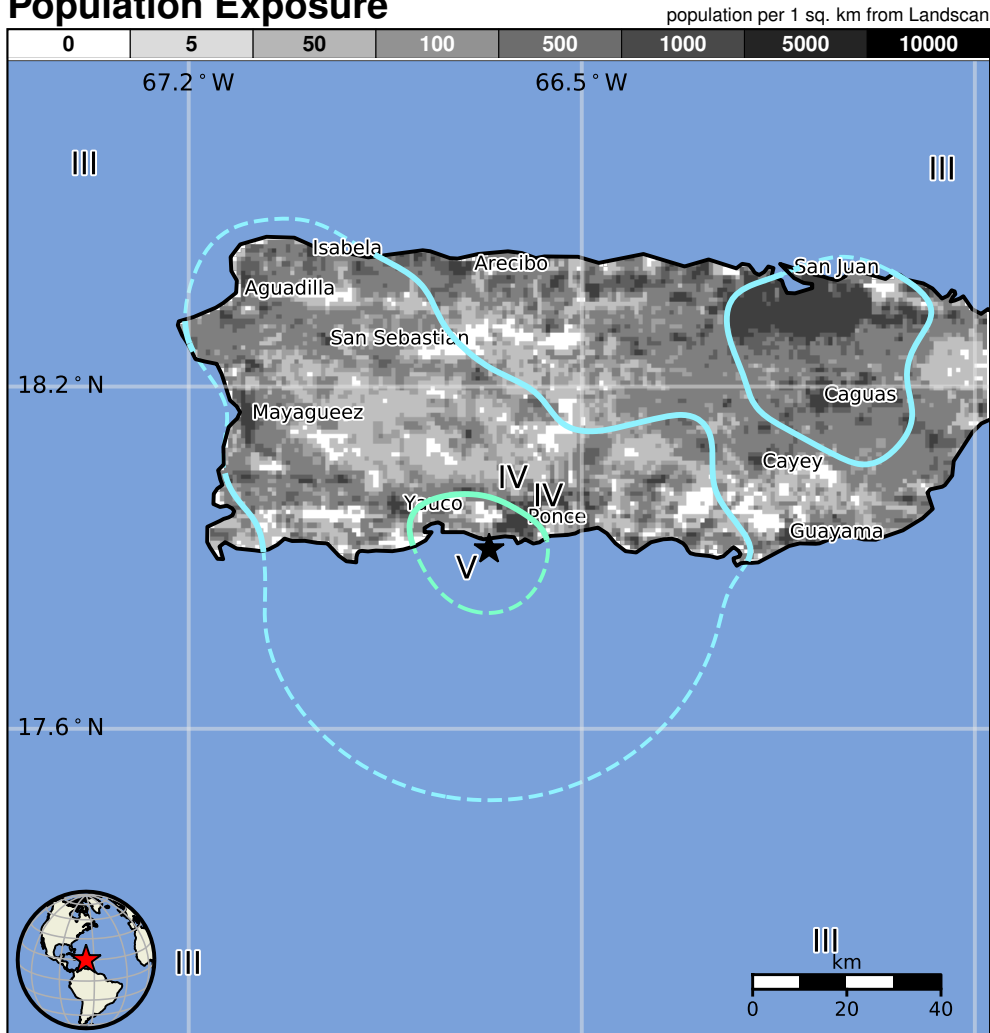 Population Exposure
population per 1 sq. km from Landscan
0 5 50 100 500 1000 5000 10000
67.2°W 66.5°W
III III
Isabela
Arecibo San Juan
Aguadilla
San Sebastian
18.2°N
Caguas
Mayagueez
Cayey
IV
IV
Yauco
Ponce
Guayama
V
17.6°N
III
III
km
0 20 40